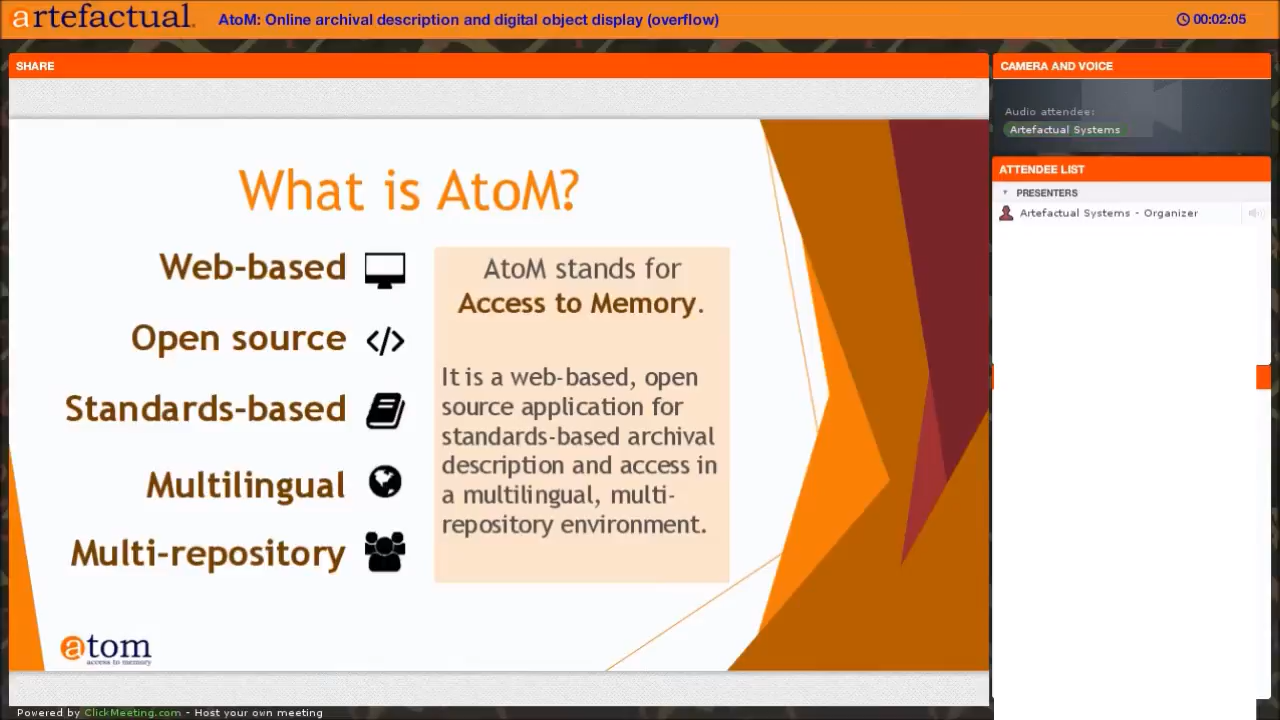 artefactual
AtoM: Online archival description and digital object display (overflow)
00:02:05
SHARE
CAMERA AND VOICE
Audio attendee:
Artefactual Systems
ATTENDEE LIST
PRESENTERS
Artefactual Systems - Organizer
What is AtoM?
Web-based
Open source
</>
Standards-based
Multilingual
Multi-repository
AtoM stands for
Access to Memory.
It is a web-based, open
source application for
standards-based archival
description and access in
a multilingual, multi-
repository environment.
atom
access to memory
Powered by ClickMeeting.com - Host your own meeting